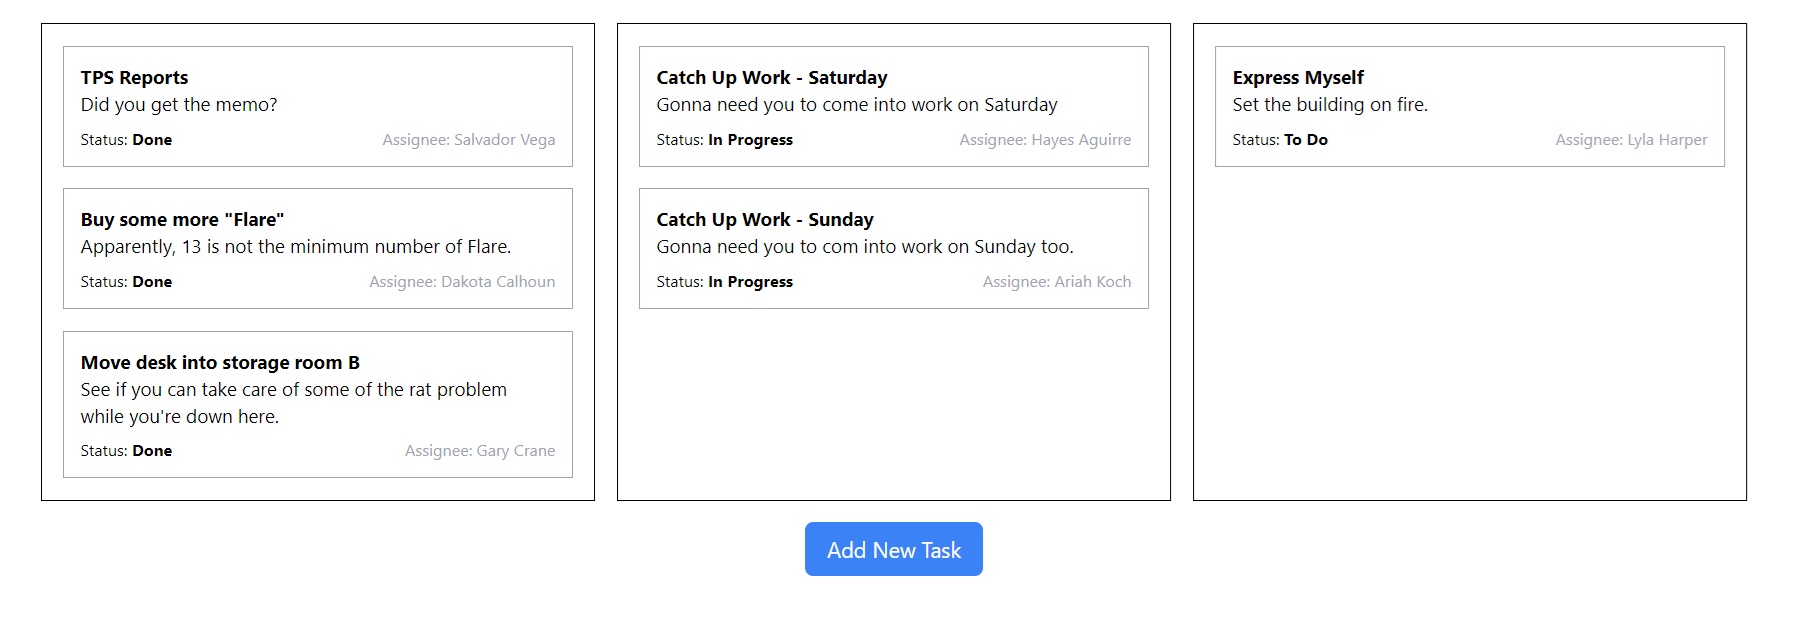 TPS Reports
Did you get the memo?
Status: Done
Assignee: Salvador Vega
Buy some more "Flare"
Apparently, 13 is not the minimum number of Flare.
Status: Done
Assignee: Dakota Calhoun
Move desk into storage room B
See if you can take care of some of the rat problem
while you're down here.
Status: Done
Assignee: Gary Crane
Catch Up Work - Saturday
Gonna need you to come into work on Saturday
Status: In Progress
Assignee: Hayes Aguirre
Catch Up Work - Sunday
Gonna need you to com into work on Sunday too.
Status: In Progress
Assignee: Ariah Koch
Express Myself
Set the building on fire.
Status: To Do
Assignee: Lyla Harper
Add New Task